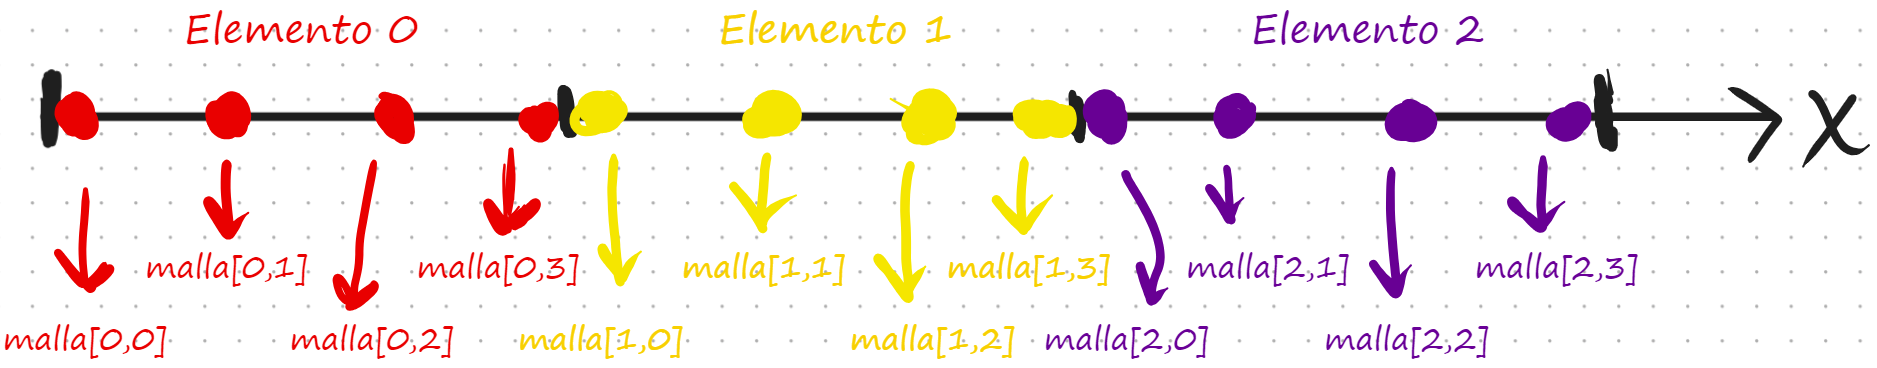 Elemento 0 Elemento 1 Elemento 2
X
malla[0,1] malla[0,3] malla[1,1] malla[1,3] malla[2,1] malla[2,3]
malla[0,0] malla[0,2] malla[1,0] malla[1,2] malla[2,0] malla[2,2]